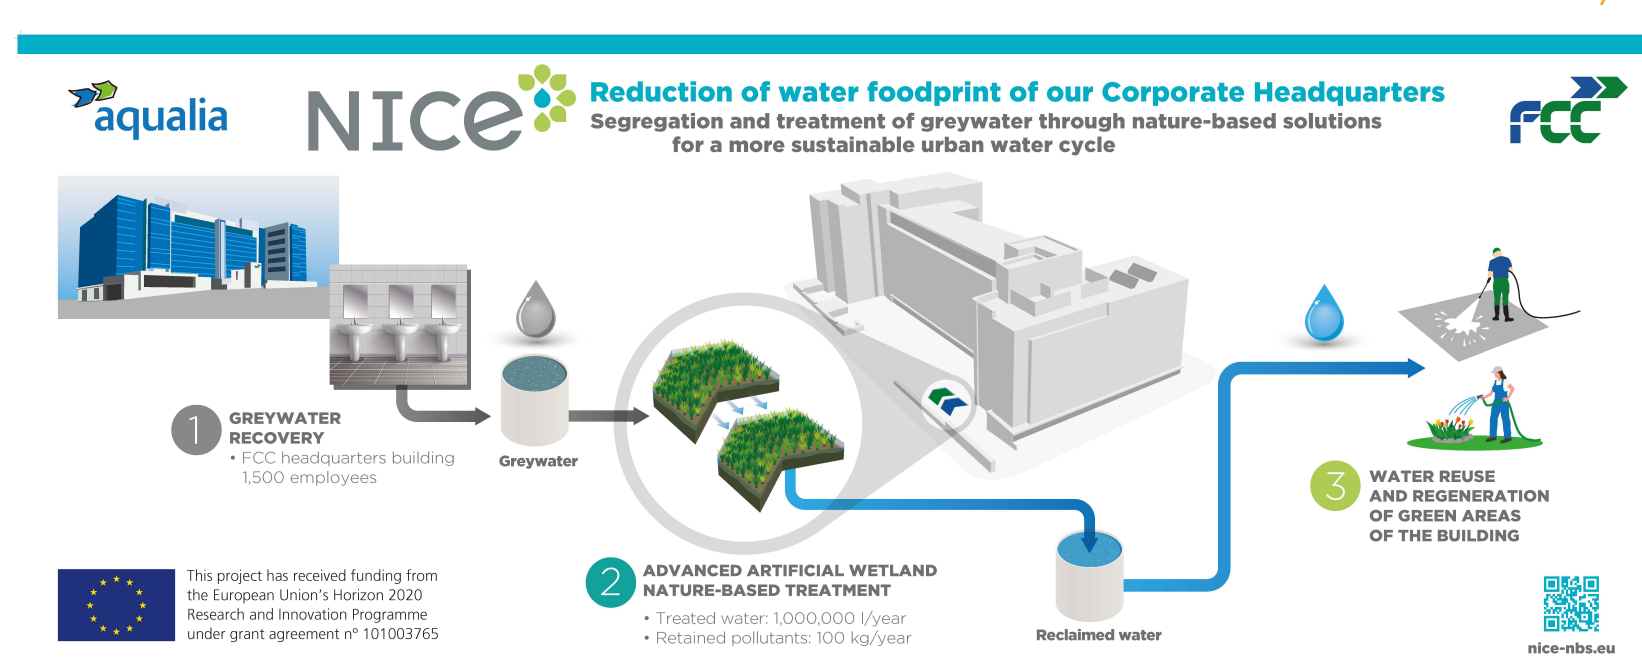 aqualia
NICe
Reduction of water foodprint of our Corporate Headquarters
Segregation and treatment of greywater through nature-based solutions
for a more sustainable urban water cycle
FCC
1
GREYWATER
RECOVERY
• FCC headquarters building
1,500 employees
Greywater
2
ADVANCED ARTIFICIAL WETLAND
NATURE-BASED TREATMENT
• Treated water: 1,000,000 l/year
• Retained pollutants: 100 kg/year
Reclaimed water
3
WATER REUSE
AND REGENERATION
OF GREEN AREAS
OF THE BUILDING
This project has received funding from
the European Union's Horizon 2020
Research and Innovation Programme
under grant agreement nº 101003765
nice-nbs.eu